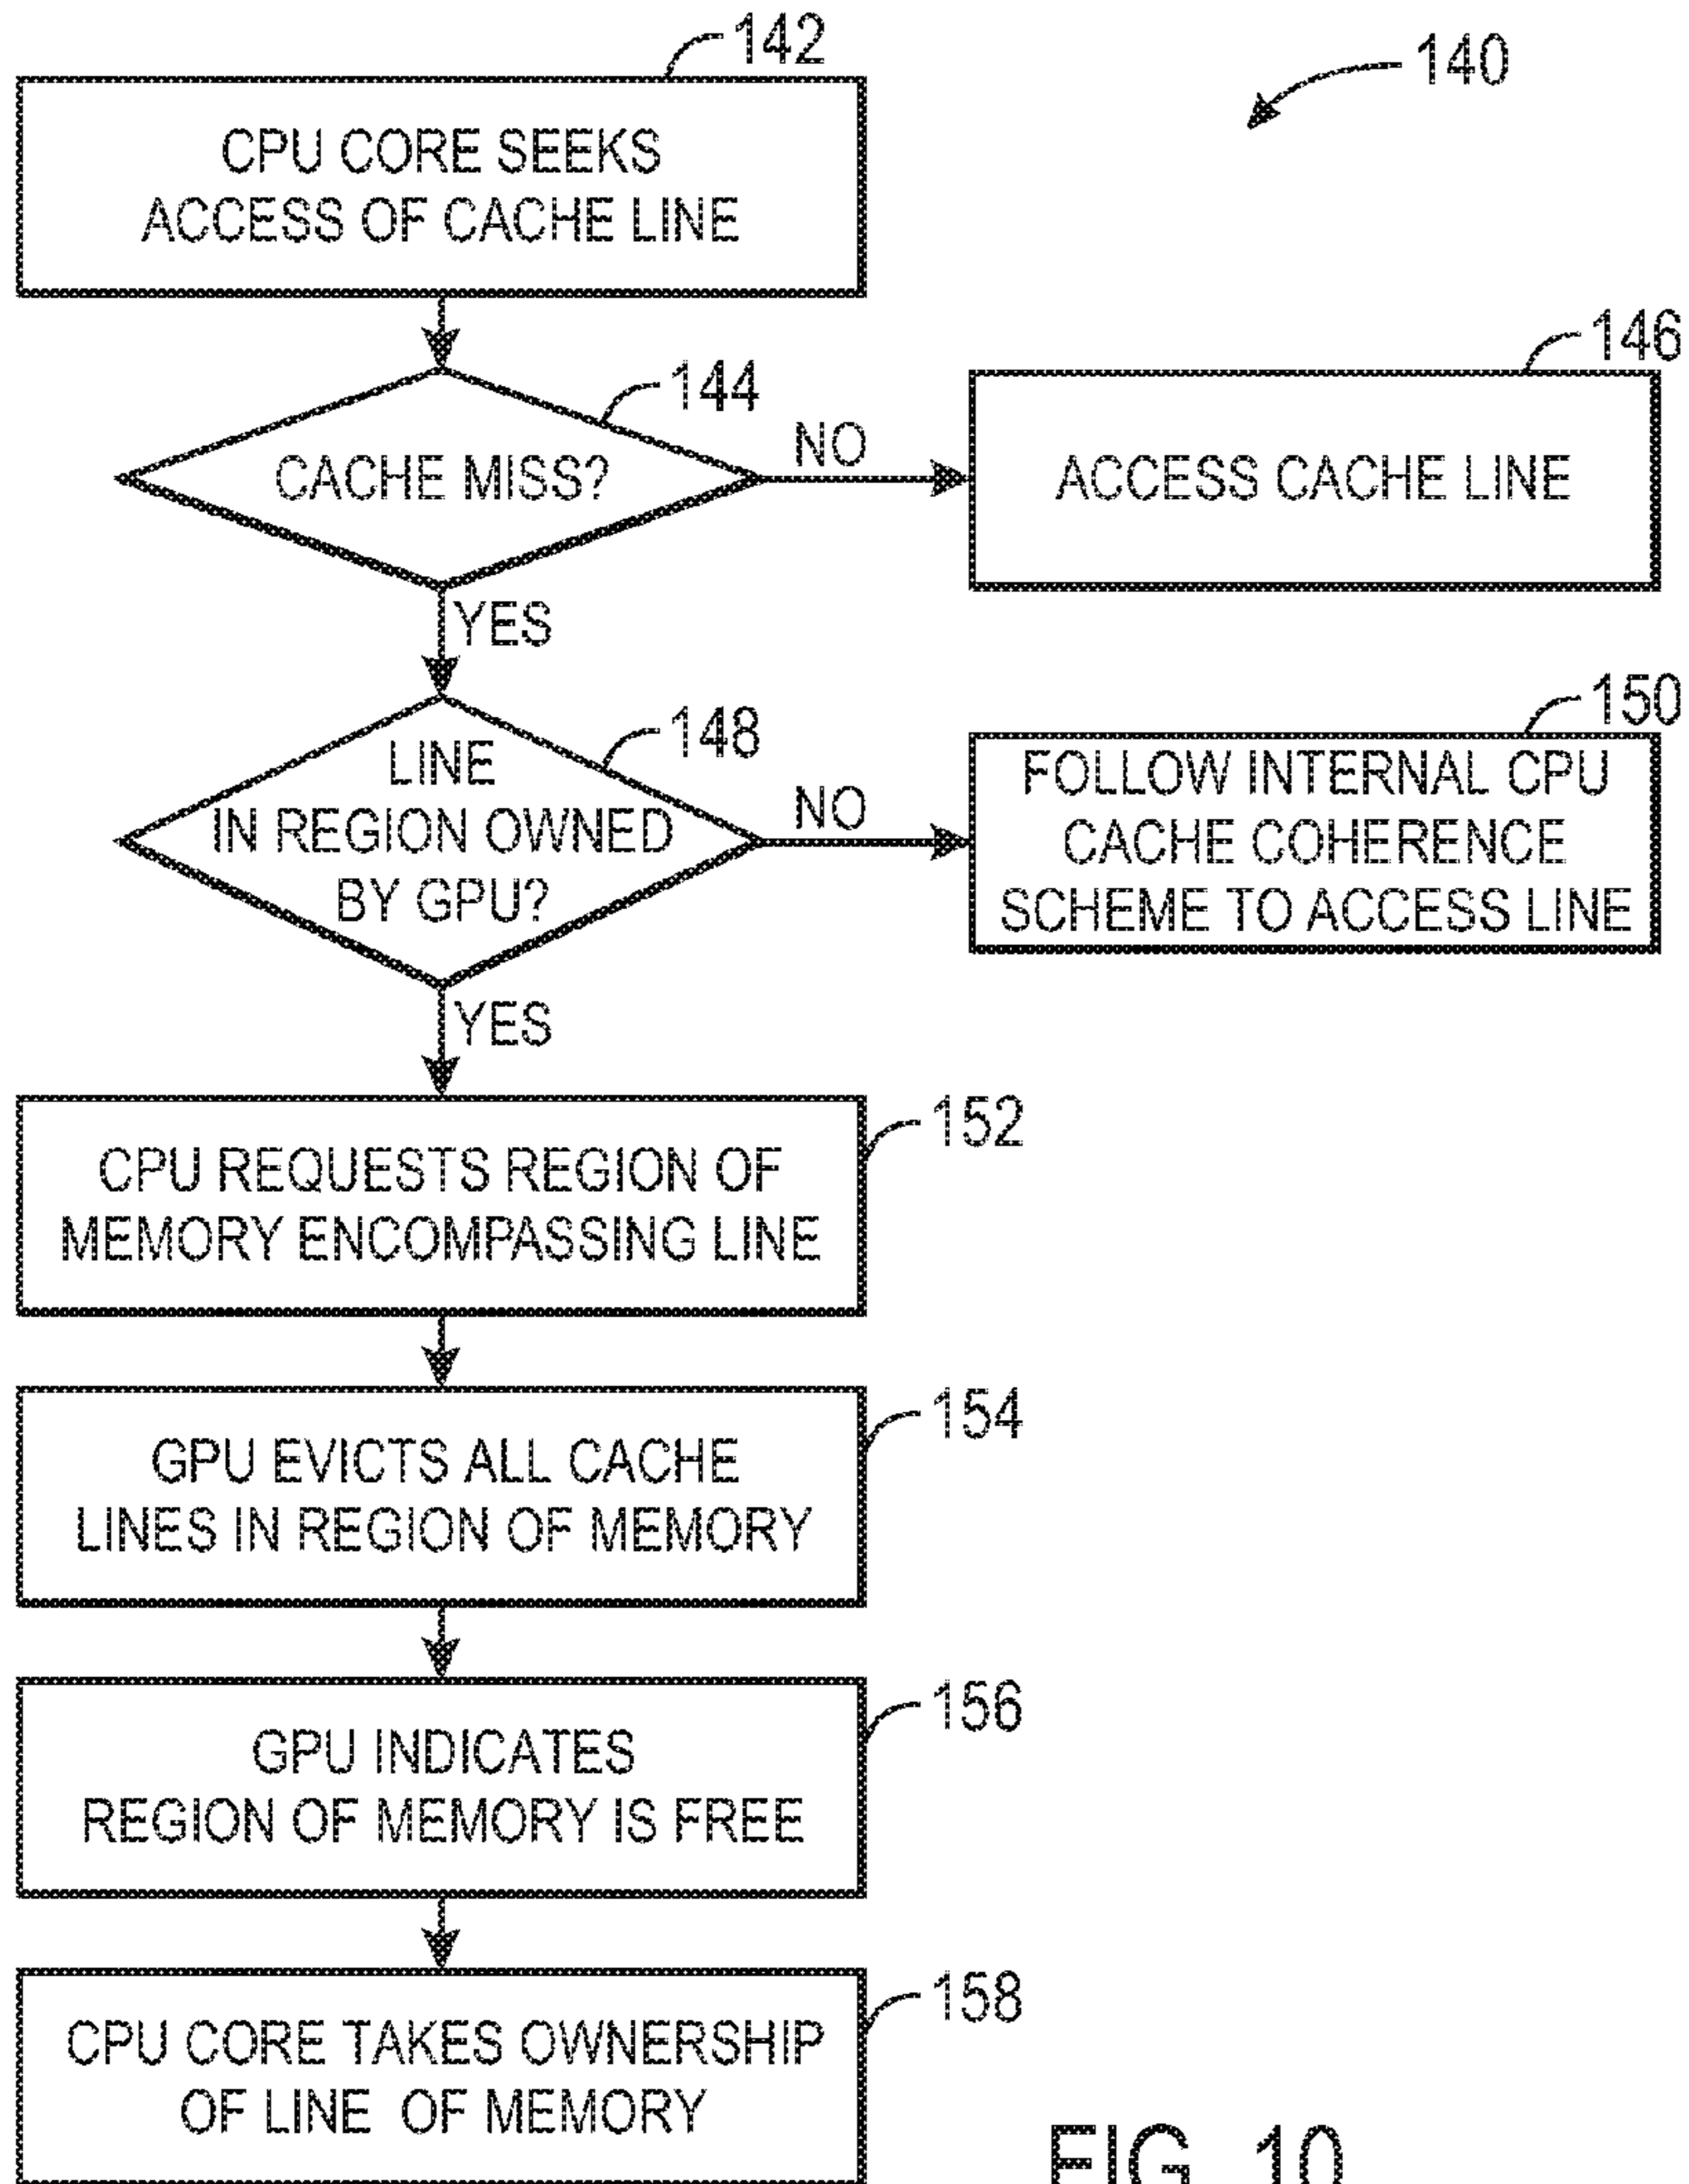 142
140
CPU CORE SEEKS
ACCESS OF CACHE LINE
144
146
CACHE MISS?
NO
ACCESS CACHE LINE
YES
148
150
LINE
IN REGION OWNED
BY GPU?
NO
FOLLOW INTERNAL CPU
CACHE COHERENCE
SCHEME TO ACCESS LINE
YES
152
CPU REQUESTS REGION OF
MEMORY ENCOMPASSING LINE
154
GPU EVICTS ALL CACHE
LINES IN REGION OF MEMORY
156
GPU INDICATES
REGION OF MEMORY IS FREE
158
CPU CORE TAKES OWNERSHIP
OF LINE OF MEMORY
FIG. 10